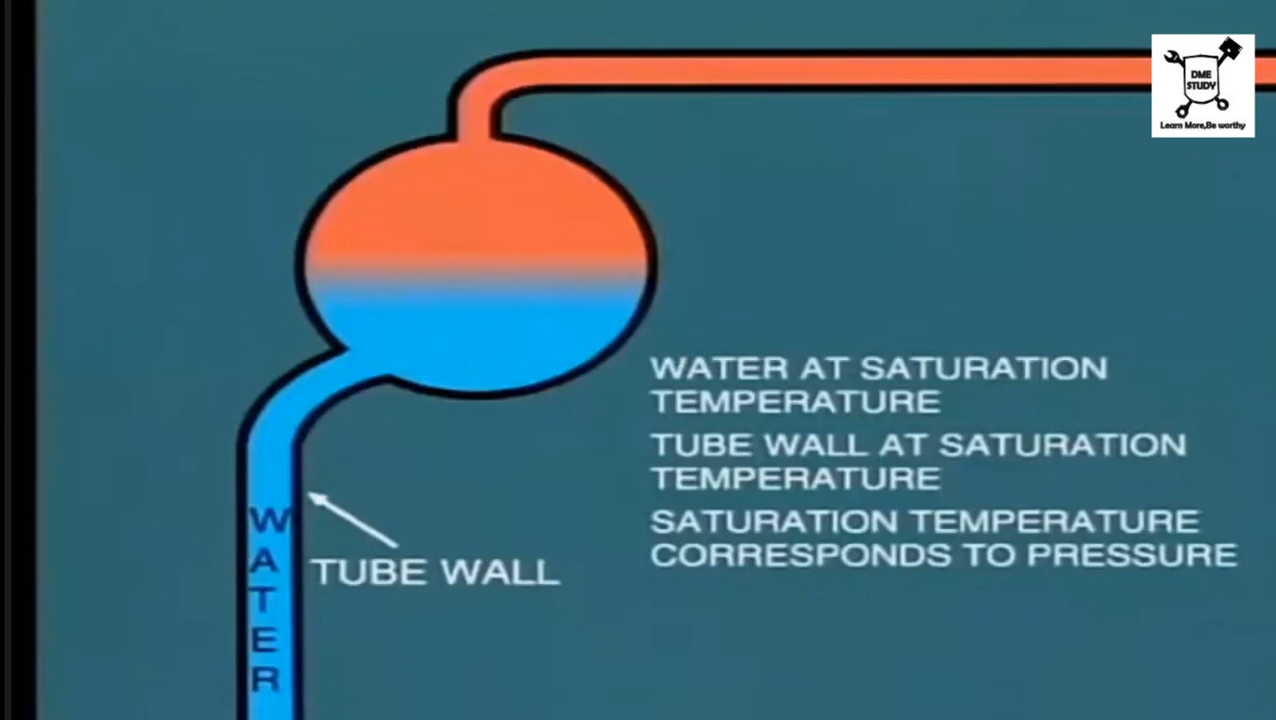 DME
STUDY
Learn More,Be worthy
WATER AT SATURATION
TEMPERATURE
TUBE WALL AT SATURATION
TEMPERATURE
SATURATION TEMPERATURE
CORRESPONDS TO PRESSURE
WATER
TUBE WALL